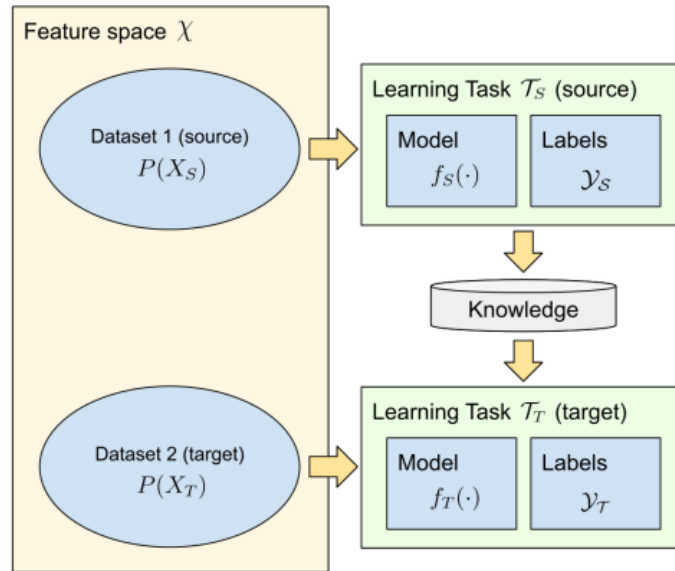 Feature space χ
Dataset 1 (source)
P(X_S)
Learning Task 𝒯_S (source)
Model
f_S(·)
Labels
𝒴_𝒮
Knowledge
Dataset 2 (target)
P(X_T)
Learning Task 𝒯_T (target)
Model
f_T(·)
Labels
𝒴_𝒯